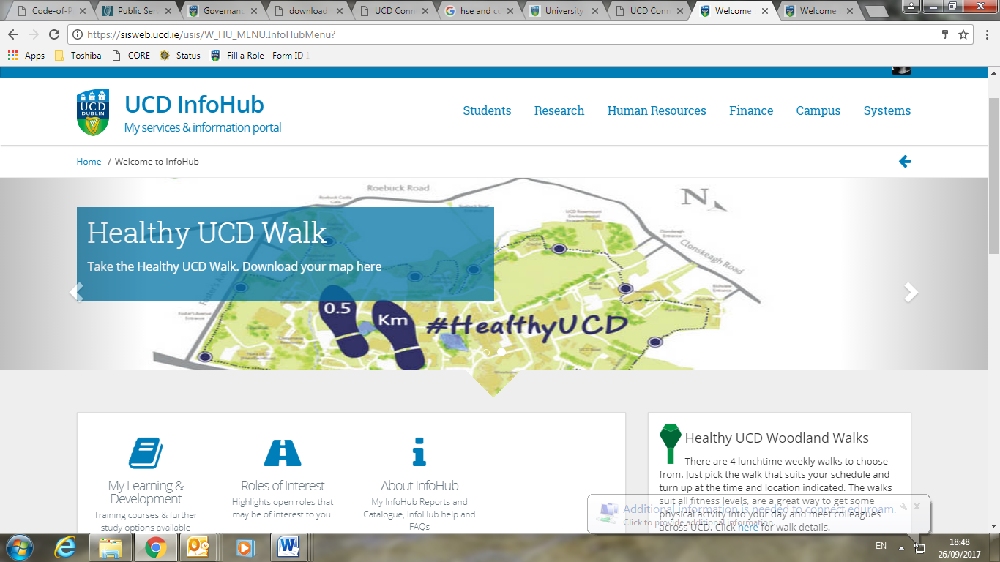 Code-of-P
Public Ser
Governanc
download
UCD Conn
hse and co
University
UCD Conn
Welcome
Welcome
https://sisweb.ucd.ie/usis/W_HU_MENU.InfoHubMenu?
Apps
Toshiba
CORE
Status
Fill a Role - Form ID 1
UCD
DUBLIN
UCD InfoHub
My services & information portal
Students
Research
Human Resources
Finance
Campus
Systems
Home / Welcome to InfoHub
Roebuck Road
N
Healthy UCD Walk
Take the Healthy UCD Walk. Download your map here
Clonskeagh Road
0.5
Km
#HealthyUCD
My Learning &
Development
Training courses & further
study options available
Roles of Interest
Highlights open roles that
may be of interest to you.
About InfoHub
My InfoHub Reports and
Catalogue, InfoHub help and
FAQs
Healthy UCD Woodland Walks
There are 4 lunchtime weekly walks to choose
from. Just pick the walk that suits your schedule and
turn up at the time and location indicated. The walks
suit all fitness levels, are a great way to get some
physical actvity into your day and meet colleagues
across UCD. Click here for walk details.
Additional information is needed to connect eduroam.
Click to provide additional information.
EN
18:48
26/09/2017